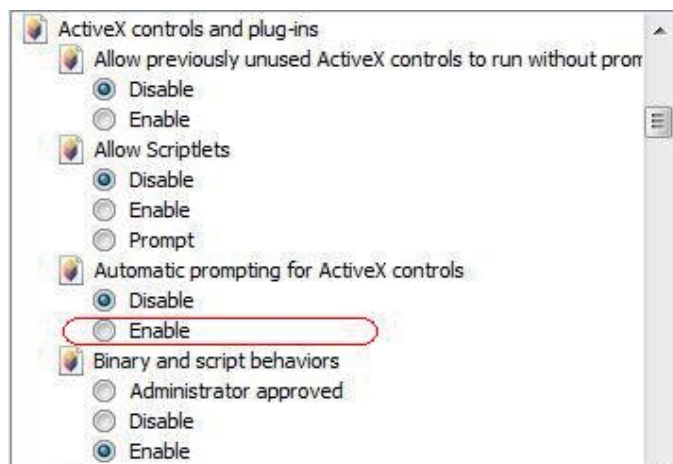 ActiveX controls and plug-ins
Allow previously unused ActiveX controls to run without prom
Disable
Enable
Allow Scriptlets
Disable
Enable
Prompt
Automatic prompting for ActiveX controls
Disable
Enable
Binary and script behaviors
Administrator approved
Disable
Enable